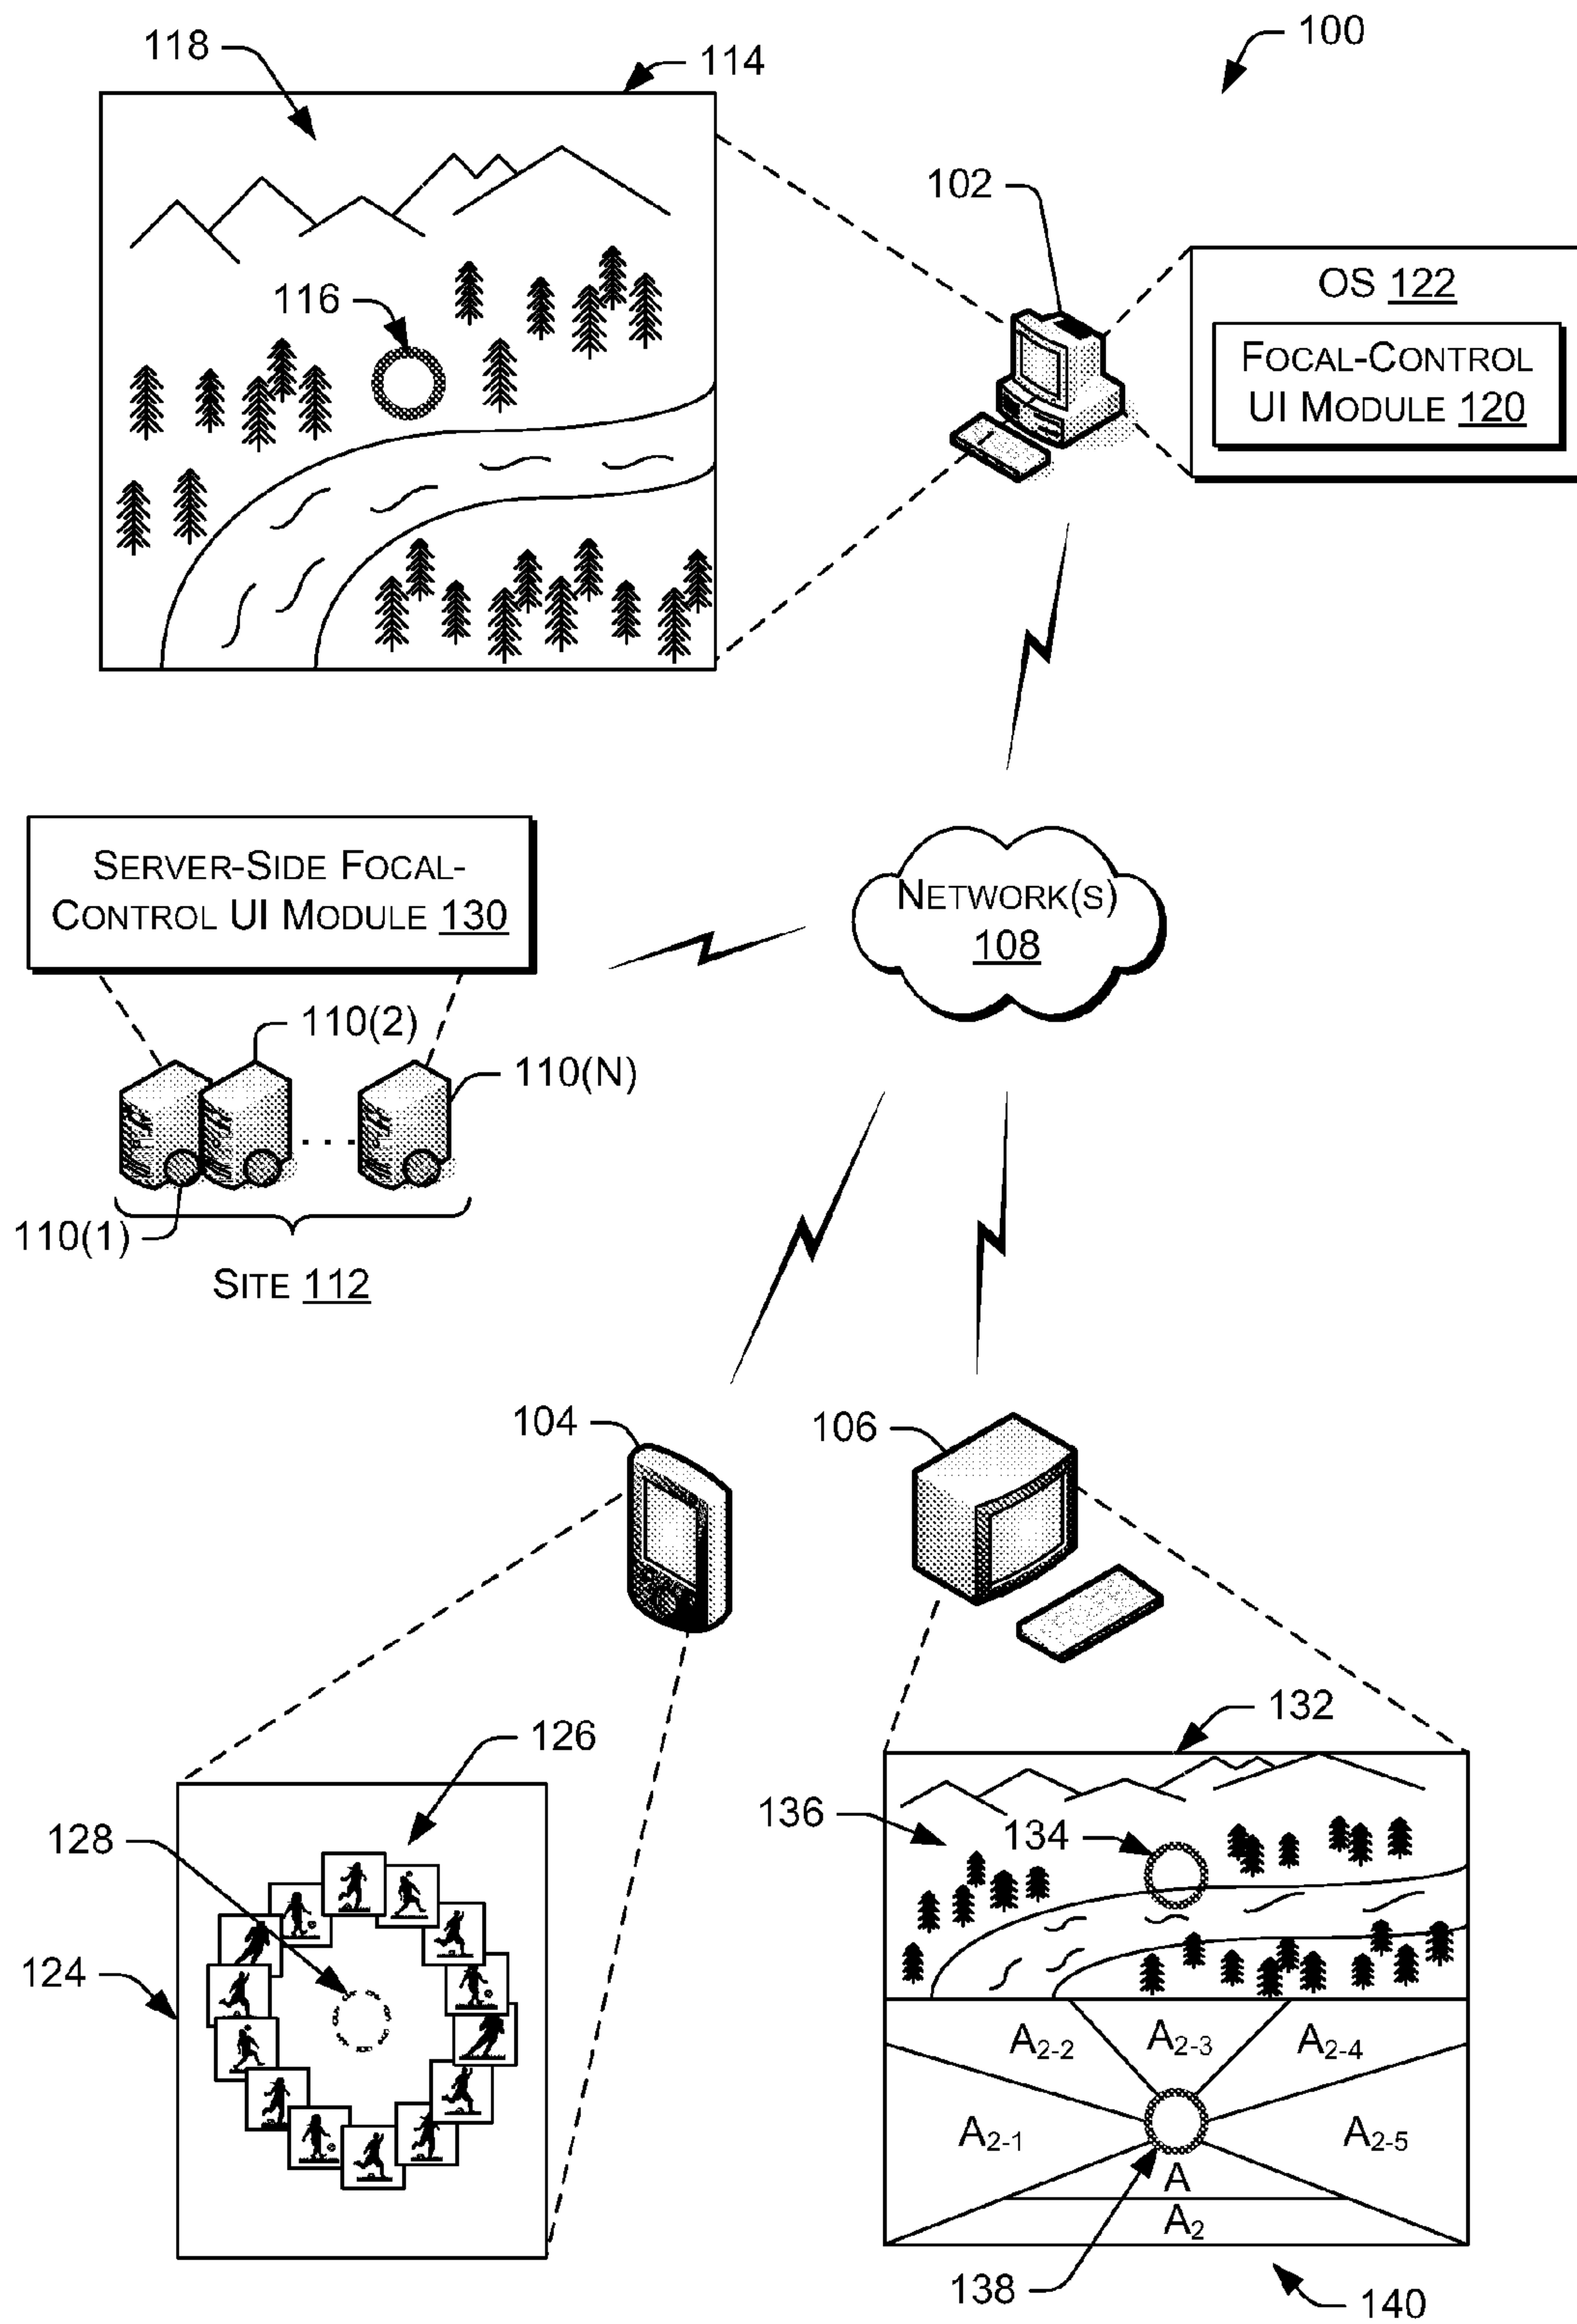 100
118
114
102
116
OS 122
FOCAL-CONTROL
UI MODULE 120
SERVER-SIDE FOCAL-
CONTROL UI MODULE 130
NETWORK(S)
108
110(2)
110(N)
110(1)
SITE 112
104
106
126
128
124
132
136
134
A2-2
A2-3
A2-4
A2-1
A2-5
A
A2
138
140